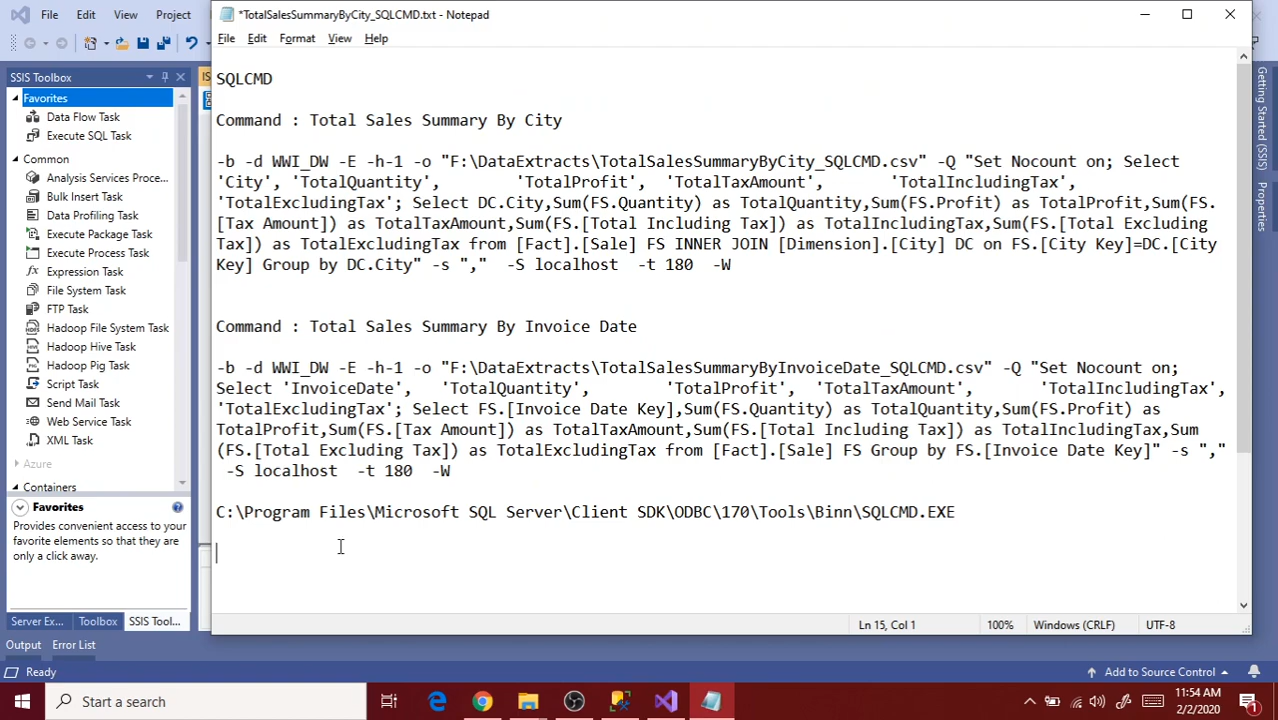 File Edit View Project
*TotalSalesSummaryByCity_SQLCMD.txt - Notepad
File Edit Format View Help
SSIS Toolbox
Favorites
Data Flow Task
Execute SQL Task
Common
Analysis Services Proce...
Bulk Insert Task
Data Profiling Task
Execute Package Task
Execute Process Task
Expression Task
File System Task
FTP Task
Hadoop File System Task
Hadoop Hive Task
Hadoop Pig Task
Script Task
Send Mail Task
Web Service Task
XML Task
Azure
Containers
Favorites
Provides convenient access to your
favorite elements so that they are
only a click away.
Server Ex... Toolbox SSIS Tool...
Output Error List
SQLCMD
Command : Total Sales Summary By City
-b -d WWI_DW -E -h-1 -o "F:\DataExtracts\TotalSalesSummaryByCity_SQLCMD.csv" -Q "Set Nocount on; Select
'City', 'TotalQuantity', 'TotalProfit', 'TotalTaxAmount', 'TotalIncludingTax',
'TotalExcludingTax'; Select DC.City,Sum(FS.Quantity) as TotalQuantity,Sum(FS.Profit) as TotalProfit,Sum(FS.
[Tax Amount]) as TotalTaxAmount,Sum(FS.[Total Including Tax]) as TotalIncludingTax,Sum(FS.[Total Excluding
Tax]) as TotalExcludingTax from [Fact].[Sale] FS INNER JOIN [Dimension].[City] DC on FS.[City Key]=DC.[City
Key] Group by DC.City" -s "," -S localhost -t 180 -W
Command : Total Sales Summary By Invoice Date
-b -d WWI_DW -E -h-1 -o "F:\DataExtracts\TotalSalesSummaryByInvoiceDate_SQLCMD.csv" -Q "Set Nocount on;
Select 'InvoiceDate', 'TotalQuantity', 'TotalProfit', 'TotalTaxAmount', 'TotalIncludingTax',
'TotalExcludingTax'; Select FS.[Invoice Date Key],Sum(FS.Quantity) as TotalQuantity,Sum(FS.Profit) as
TotalProfit,Sum(FS.[Tax Amount]) as TotalTaxAmount,Sum(FS.[Total Including Tax]) as TotalIncludingTax,Sum
(FS.[Total Excluding Tax]) as TotalExcludingTax from [Fact].[Sale] FS Group by FS.[Invoice Date Key]" -s ","
-S localhost -t 180 -W
C:\Program Files\Microsoft SQL Server\Client SDK\ODBC\170\Tools\Binn\SQLCMD.EXE
Ln 15, Col 1 100% Windows (CRLF) UTF-8
Getting Started (SSIS)
Properties
Ready
Add to Source Control
Start a search
11:54 AM
2/2/2020
1